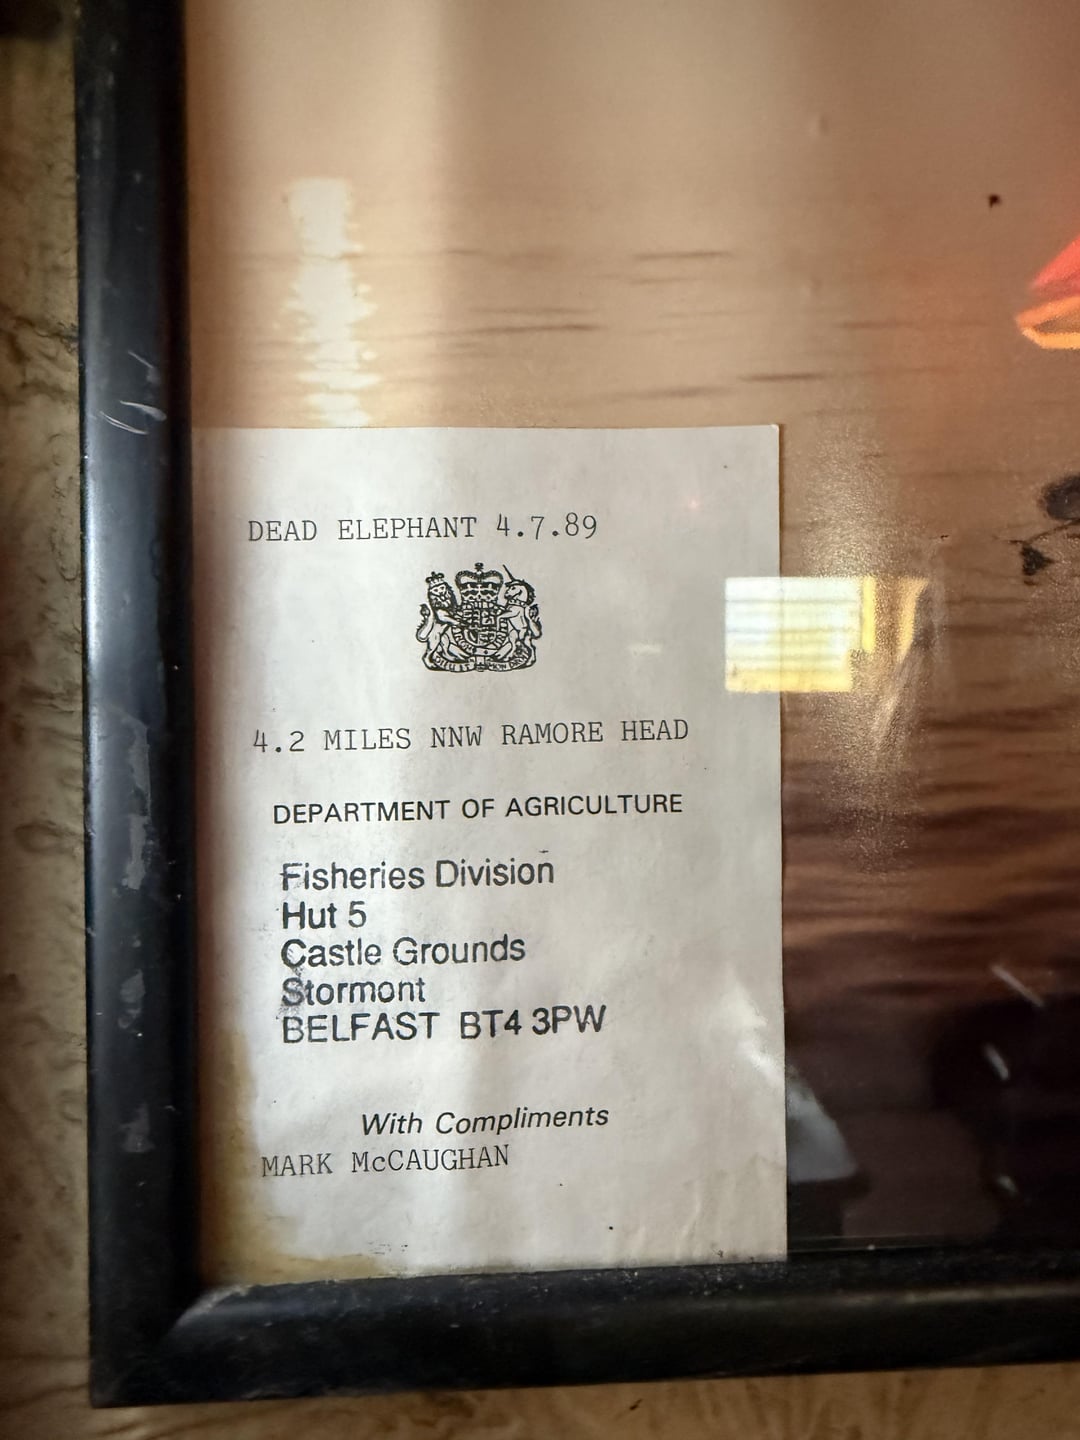 DEAD ELEPHANT 4.7.89
4.2 MILES NNW RAMORE HEAD
DEPARTMENT OF AGRICULTURE
Fisheries Division
Hut 5
Castle Grounds
Stormont
BELFAST BT4 3PW
With Compliments
MARK McCAUGHAN